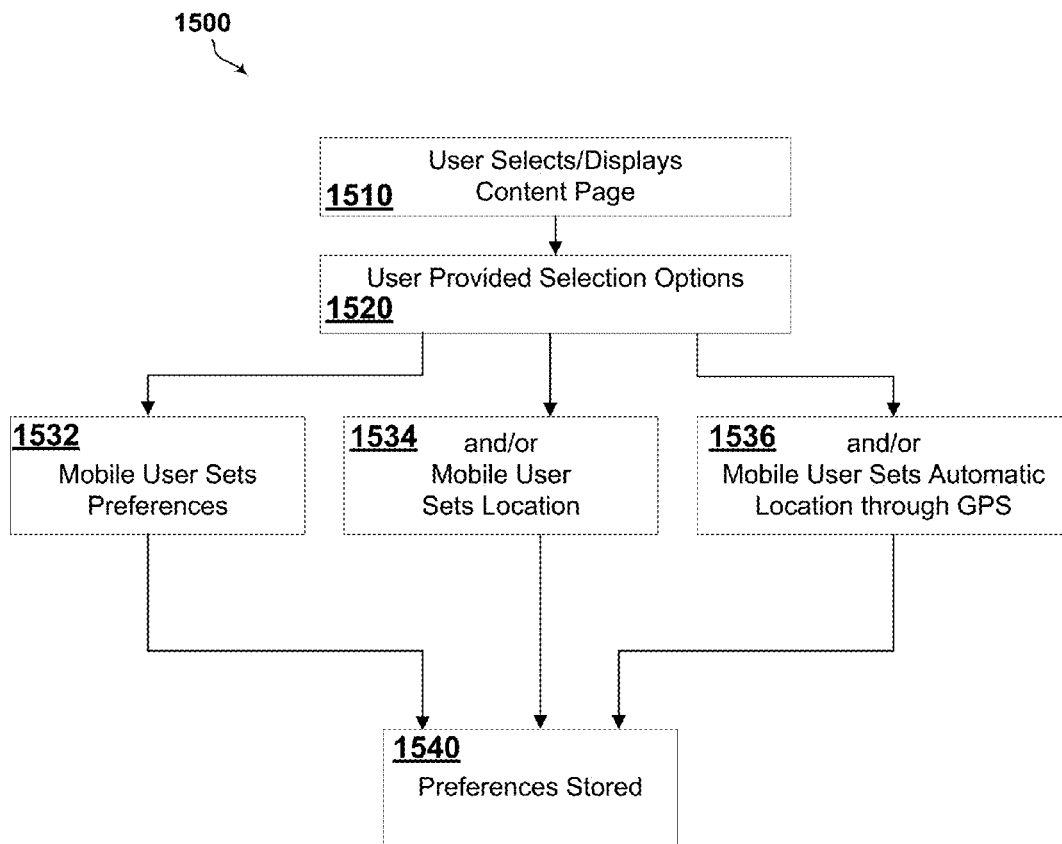 1500
User Selects/Displays
Content Page
1510
User Provided Selection Options
1520
1532
Mobile User Sets
Preferences
1534
and/or
Mobile User
Sets Location
1536
and/or
Mobile User Sets Automatic
Location through GPS
1540
Preferences Stored